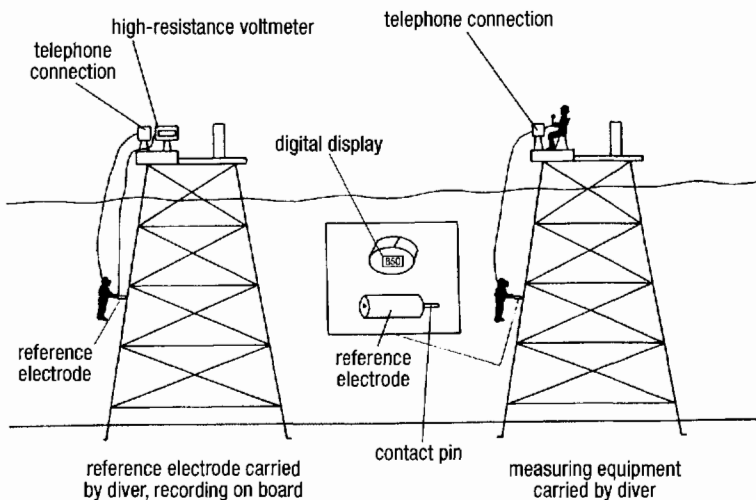 high-resistance voltmeter
telephone
connection
telephone connection
digital display
850
reference
electrode
reference
electrode
contact pin
reference electrode carried
by diver, recording on board
measuring equipment
carried by diver